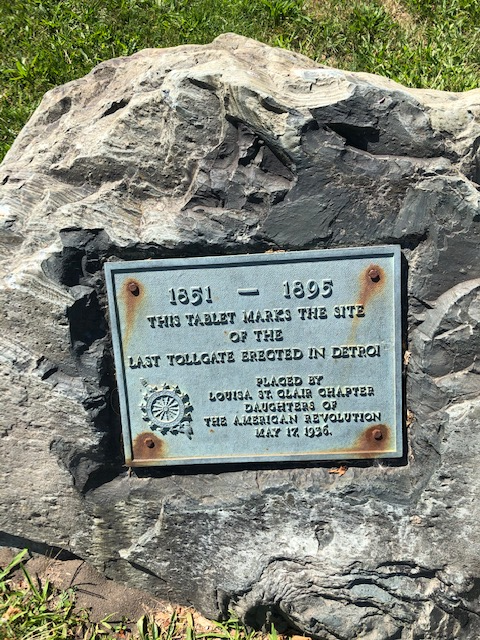 1851 — 1895
THIS TABLET MARKS THE SITE
OF THE
LAST TOLLGATE ERECTED IN DETROI
PLACED BY
LOUISA ST. CLAIR CHAPTER
DAUGHTERS OF
THE AMERICAN REVOLUTION
MAY 17, 1936.